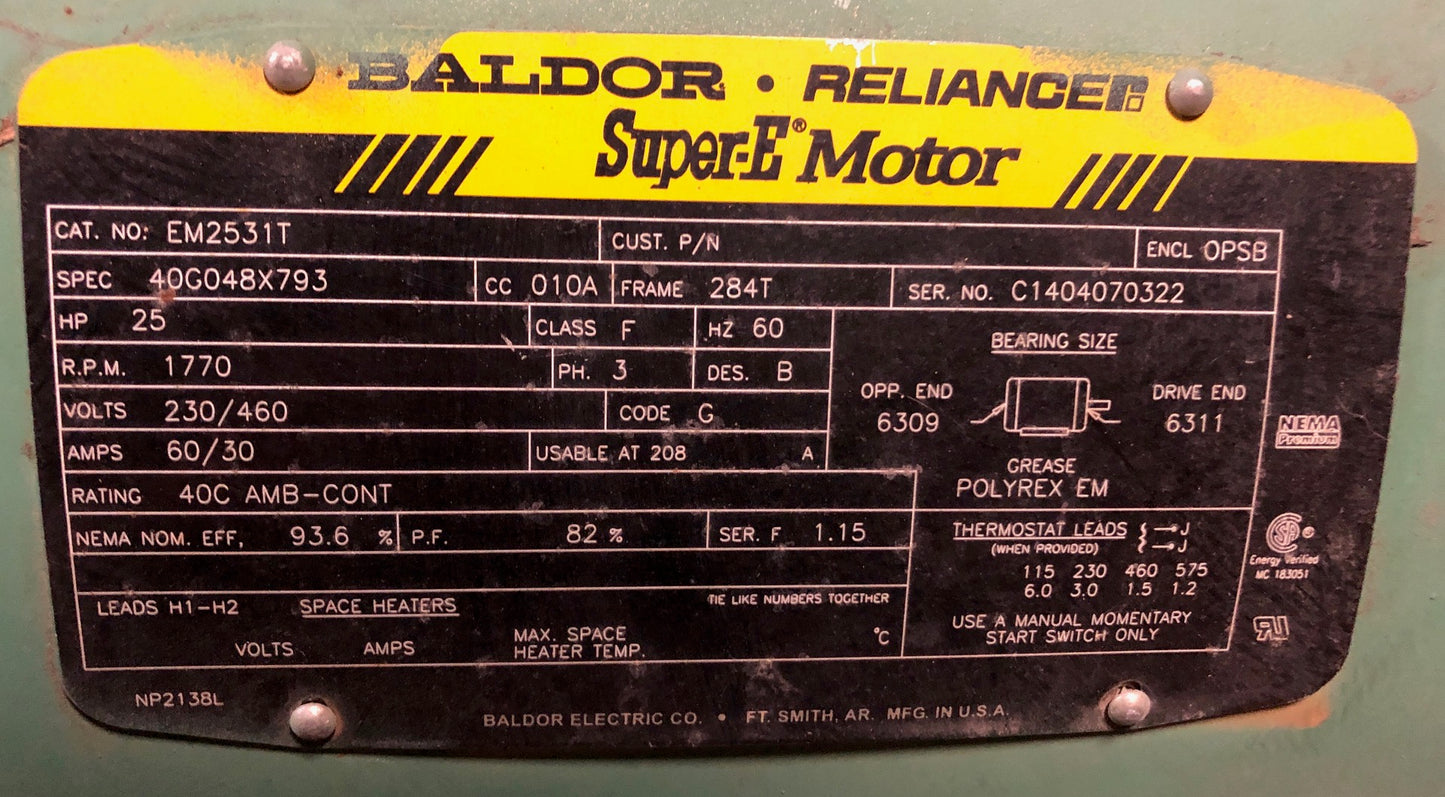 BALDOR • RELIANCE
Super-E® Motor
CAT. NO: EM2531T CUST. P/N ENCL OPSB
SPEC 40G048X793 CC 010A FRAME 284T SER. NO. C1404070322
HP 25 CLASS F HZ 60
R.P.M. 1770 PH. 3 DES. B
VOLTS 230/460 CODE G
AMPS 60/30 USABLE AT 208 A
RATING 40C AMB-CONT
NEMA NOM. EFF, 93.6 % P.F. 82 % SER. F 1.15
LEADS H1-H2 SPACE HEATERS TIE LIKE NUMBERS TOGETHER
VOLTS AMPS MAX. SPACE
HEATER TEMP. °C
BEARING SIZE
OPP. END DRIVE END
6309 6311
GREASE
POLYREX EM
THERMOSTAT LEADS J
(WHEN PROVIDED) J
115 230 460 575
6.0 3.0 1.5 1.2
USE A MANUAL MOMENTARY
START SWITCH ONLY
NEMA
Premium
SA ®
Energy Verified
MC 183051
RU
NP2138L
BALDOR ELECTRIC CO. • FT. SMITH, AR. MFG. IN U.S.A.